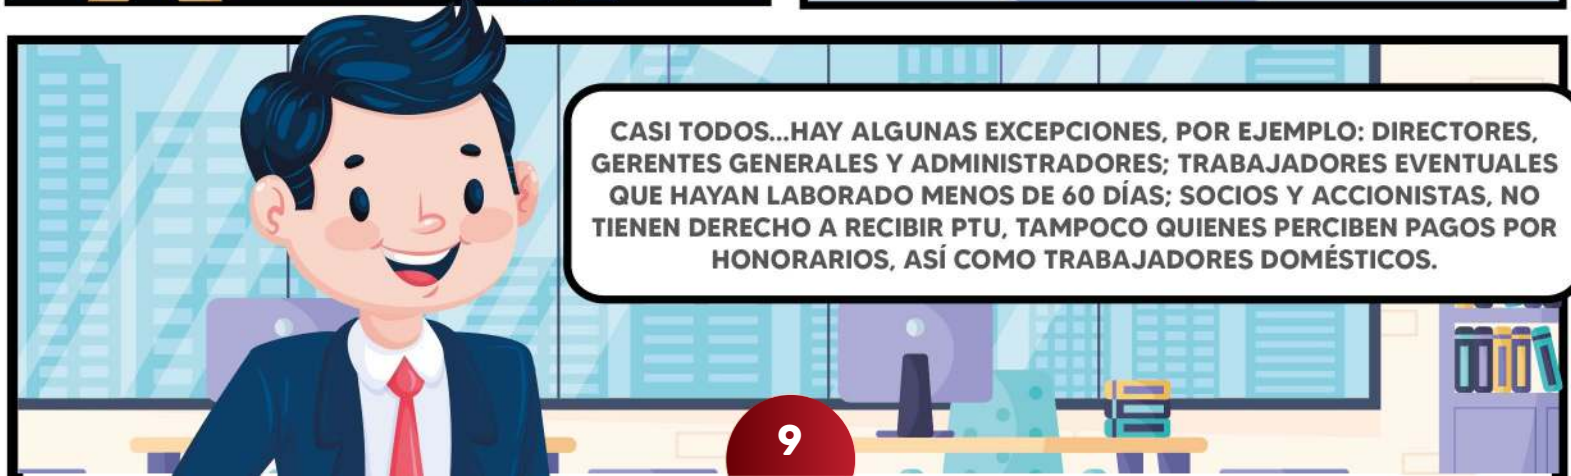 CASI TODOS...HAY ALGUNAS EXCEPCIONES, POR EJEMPLO: DIRECTORES,
GERENTES GENERALES Y ADMINISTRADORES; TRABAJADORES EVENTUALES
QUE HAYAN LABORADO MENOS DE 60 DÍAS; SOCIOS Y ACCIONISTAS, NO
TIENEN DERECHO A RECIBIR PTU, TAMPOCO QUIENES PERCIBEN PAGOS POR
HONORARIOS, ASÍ COMO TRABAJADORES DOMÉSTICOS.
9